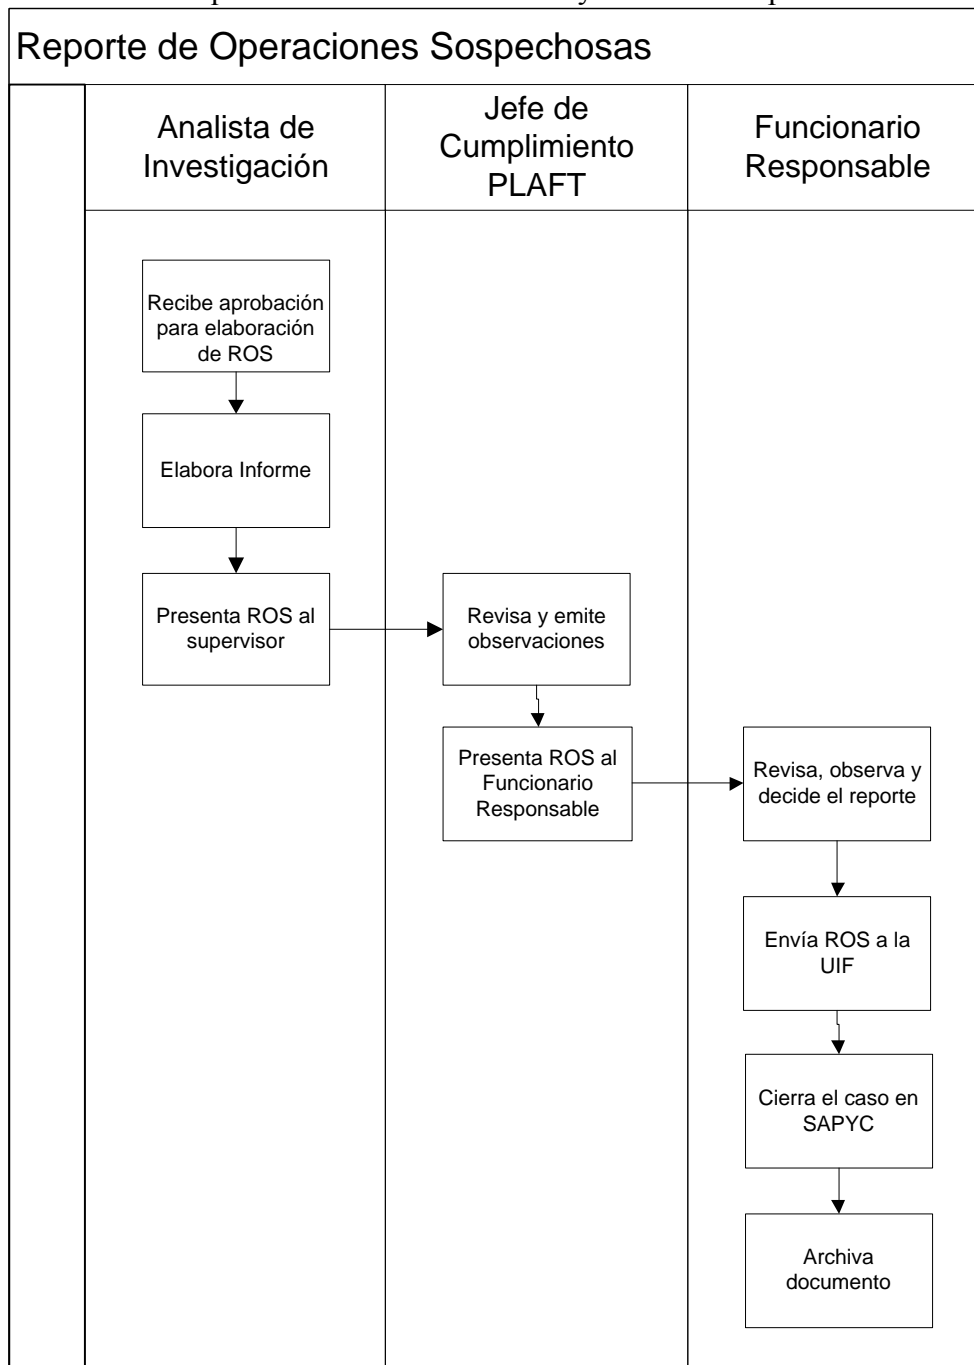 Reporte de Operaciones Sospechosas
Analista de
Investigación
Jefe de
Cumplimiento
PLAFT
Funcionario
Responsable
Recibe aprobación
para elaboración
de ROS
Elabora Informe
Presenta ROS al
supervisor
Revisa y emite
observaciones
Presenta ROS al
Funcionario
Responsable
Revisa, observa y
decide el reporte
Envía ROS a la
UIF
Cierra el caso en
SAPYC
Archiva
documento